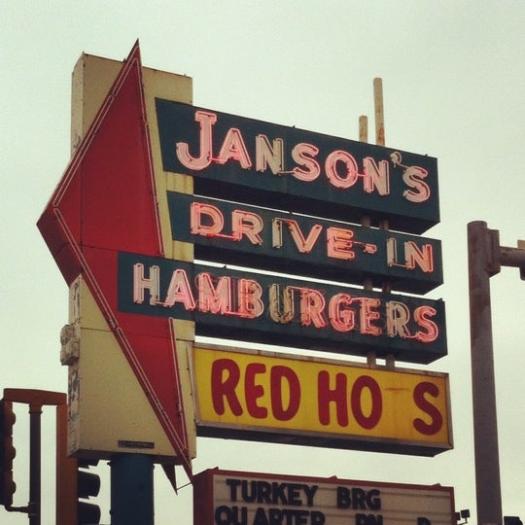 JANSON'S
DRIVE-IN
HAMBURGERS
RED HO S
TURKEY BRG
QUARTER